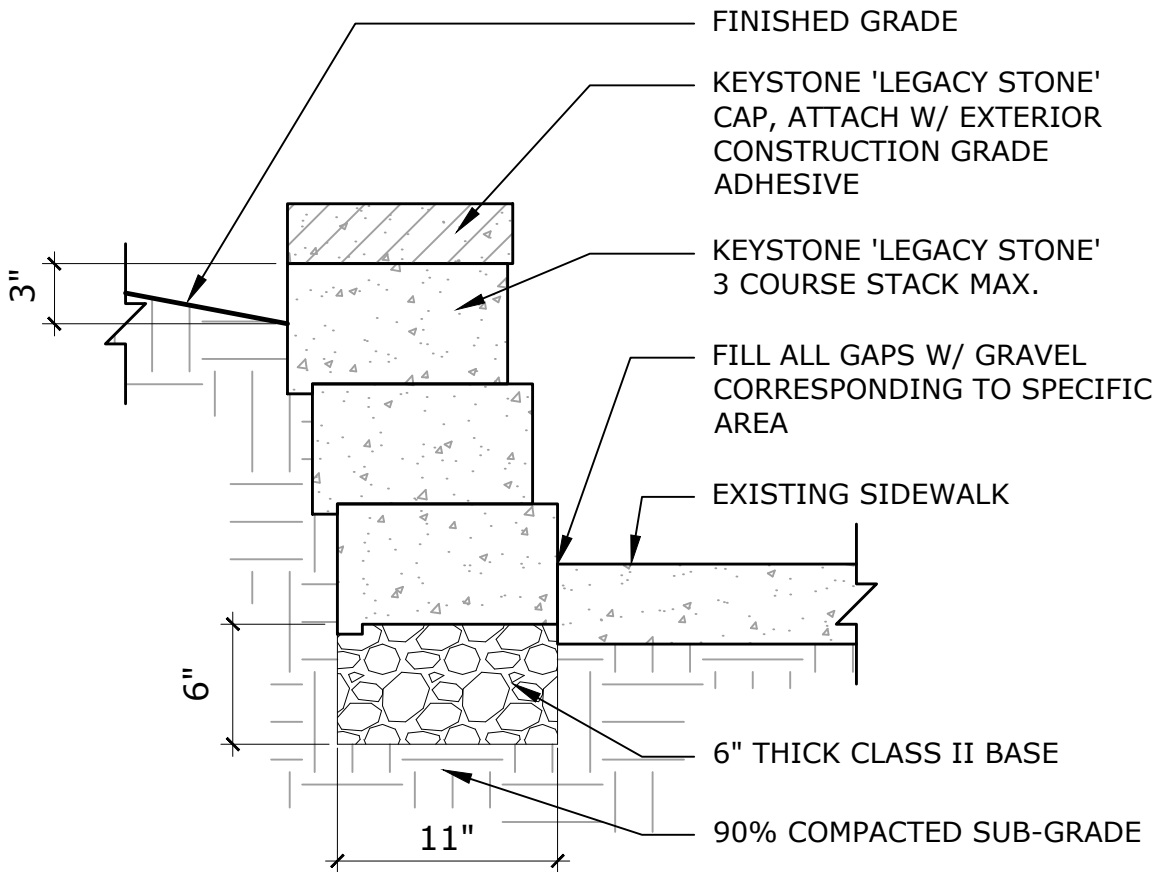 FINISHED GRADE
KEYSTONE 'LEGACY STONE'
CAP, ATTACH W/ EXTERIOR
CONSTRUCTION GRADE
ADHESIVE
KEYSTONE 'LEGACY STONE'
3 COURSE STACK MAX.
3"
FILL ALL GAPS W/ GRAVEL
CORRESPONDING TO SPECIFIC
AREA
EXISTING SIDEWALK
6"
6" THICK CLASS II BASE
90% COMPACTED SUB-GRADE
11"